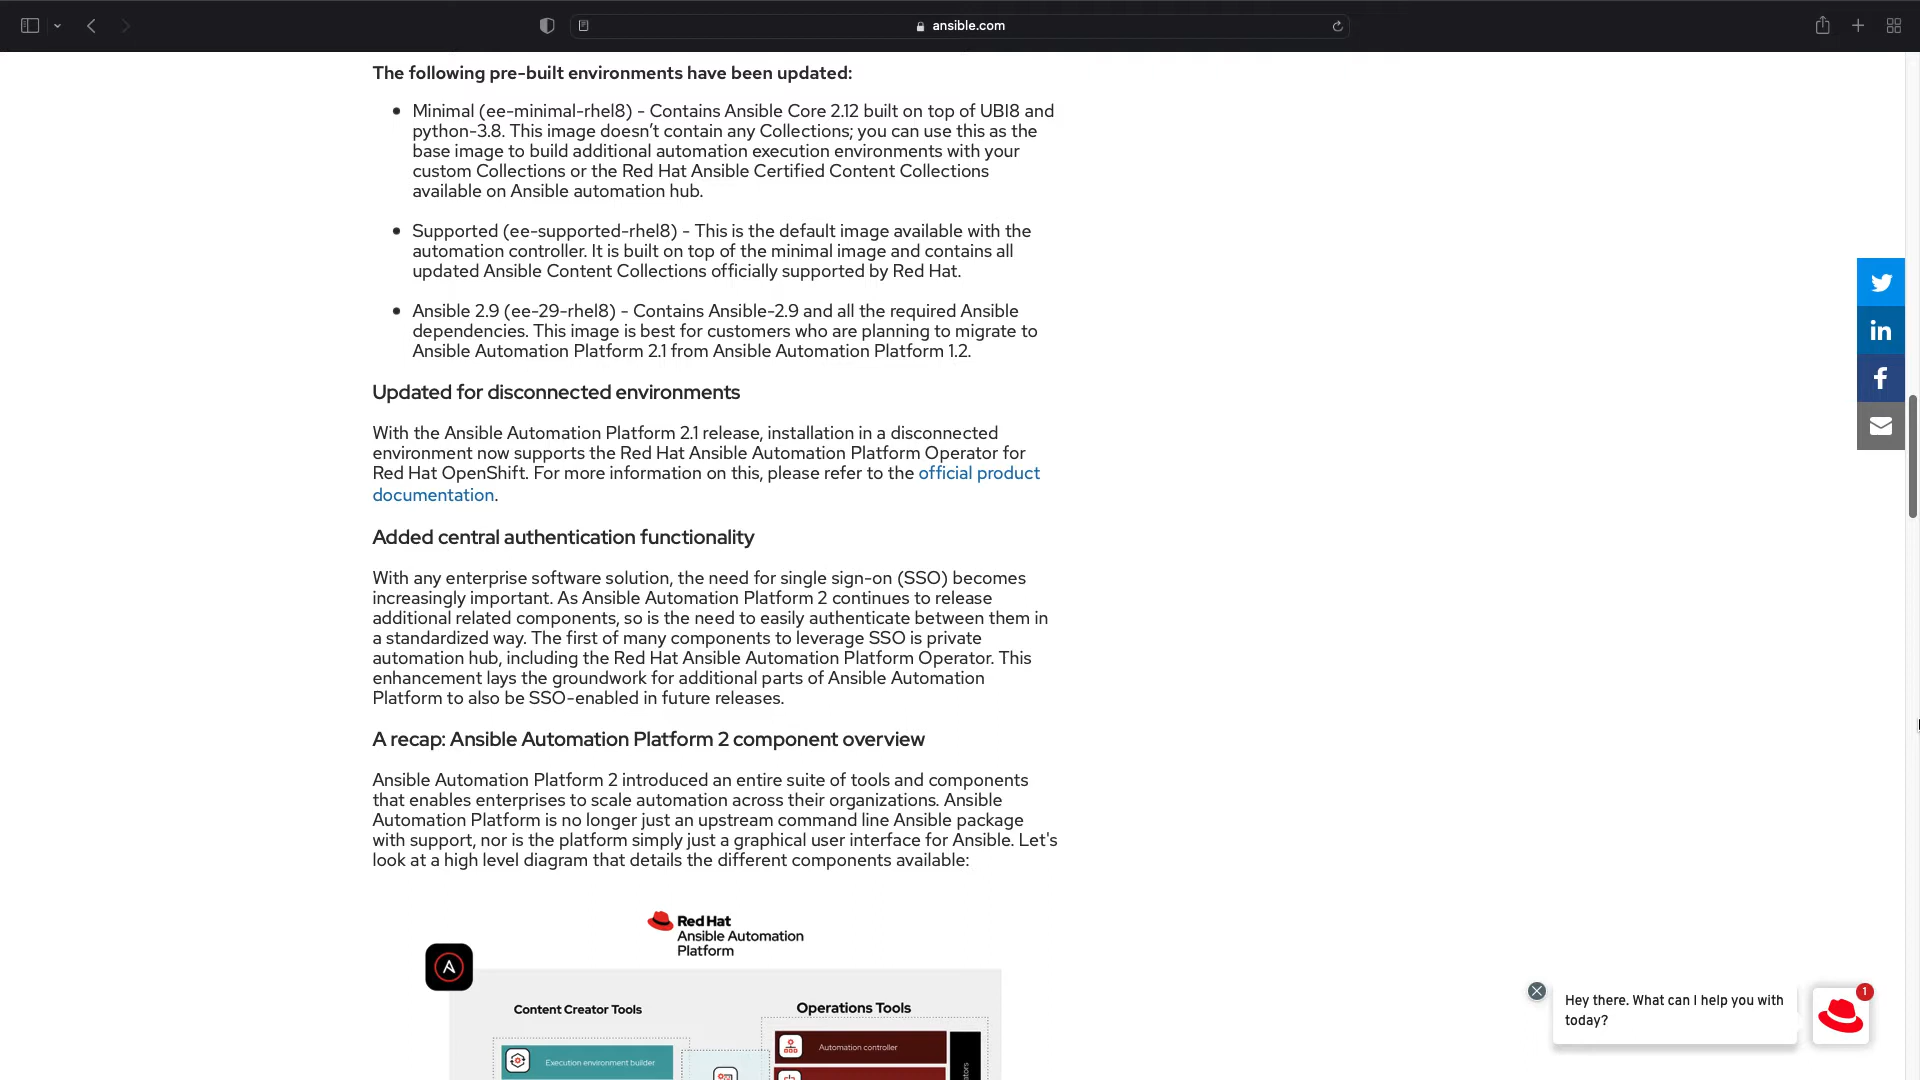 ansible.com
The following pre-built environments have been updated:
Minimal (ee-minimal-rhel8) - Contains Ansible Core 2.12 built on top of UBI8 and
python-3.8. This image doesn’t contain any Collections; you can use this as the
base image to build additional automation execution environments with your
custom Collections or the Red Hat Ansible Certified Content Collections
available on Ansible automation hub.
Supported (ee-supported-rhel8) - This is the default image available with the
automation controller. It is built on top of the minimal image and contains all
updated Ansible Content Collections officially supported by Red Hat.
Ansible 2.9 (ee-29-rhel8) - Contains Ansible-2.9 and all the required Ansible
dependencies. This image is best for customers who are planning to migrate to
Ansible Automation Platform 2.1 from Ansible Automation Platform 1.2.
Updated for disconnected environments
With the Ansible Automation Platform 2.1 release, installation in a disconnected
environment now supports the Red Hat Ansible Automation Platform Operator for
Red Hat OpenShift. For more information on this, please refer to the official product
documentation.
Added central authentication functionality
With any enterprise software solution, the need for single sign-on (SSO) becomes
increasingly important. As Ansible Automation Platform 2 continues to release
additional related components, so is the need to easily authenticate between them in
a standardized way. The first of many components to leverage SSO is private
automation hub, including the Red Hat Ansible Automation Platform Operator. This
enhancement lays the groundwork for additional parts of Ansible Automation
Platform to also be SSO-enabled in future releases.
A recap: Ansible Automation Platform 2 component overview
Ansible Automation Platform 2 introduced an entire suite of tools and components
that enables enterprises to scale automation across their organizations. Ansible
Automation Platform is no longer just an upstream command line Ansible package
with support, nor is the platform simply just a graphical user interface for Ansible. Let's
look at a high level diagram that details the different components available:
Red Hat
Ansible Automation
Platform
Content Creator Tools
Operations Tools
Automation controller
Execution environment builder
Hey there. What can I help you with
today?
1